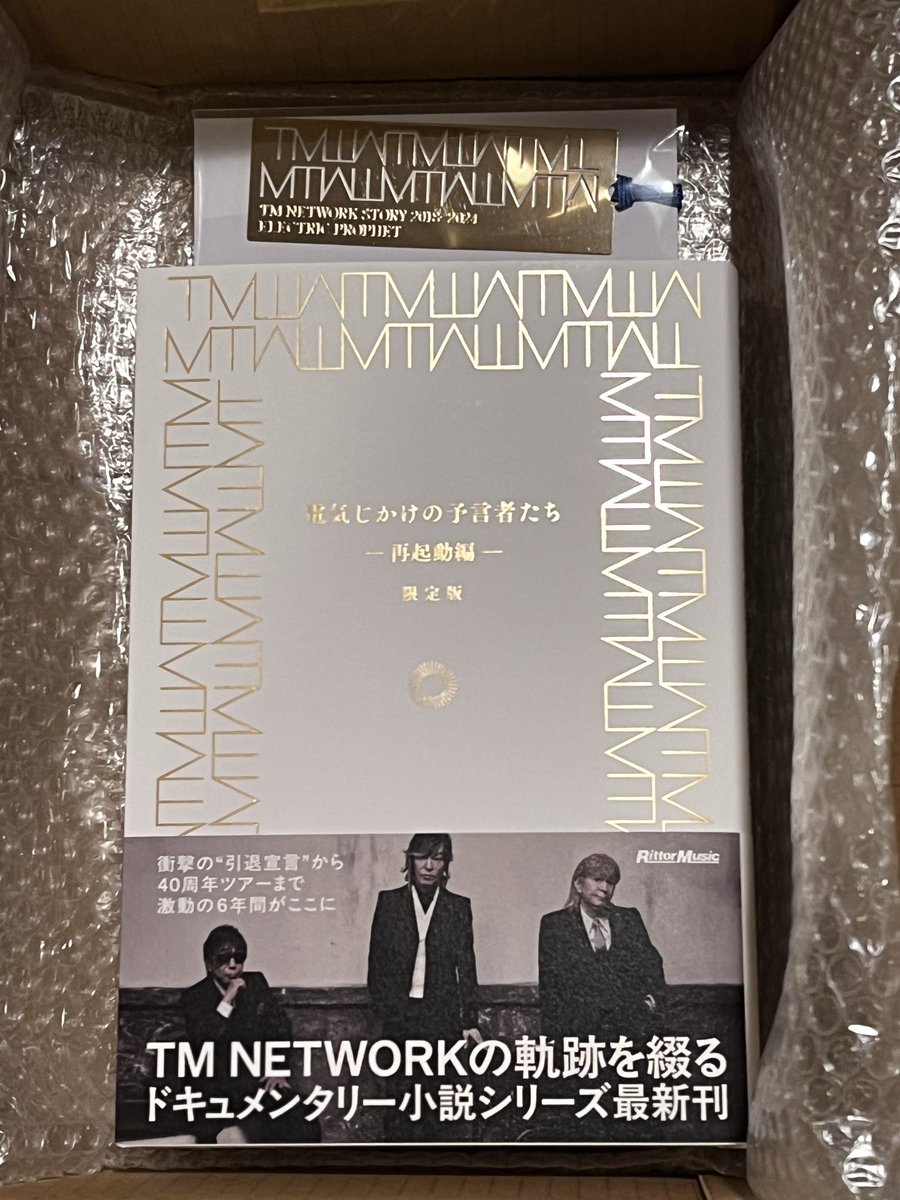 TM NETWORK STORY 2018-2024
ELECTRIC PROPHET
電気じかけの予言者たち
―再起動編―
限定版
衝撃の“引退宣言”から
40周年ツアーまで
激動の6年間がここに
Rittor Music
TM NETWORKの軌跡を綴る
ドキュメンタリー小説シリーズ最新刊